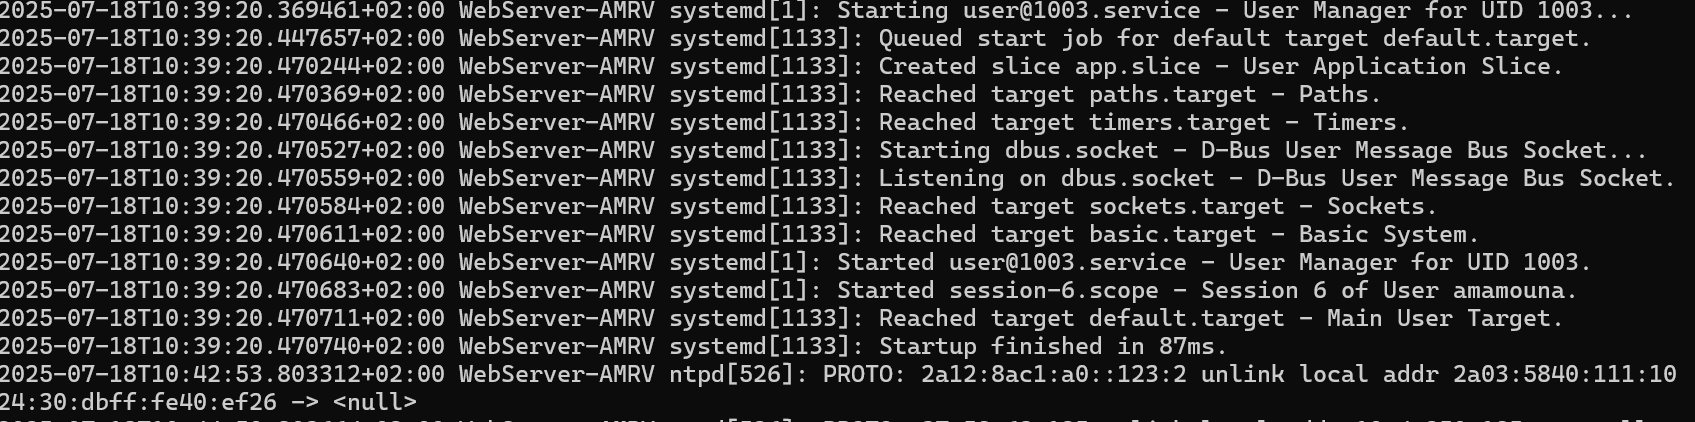 2025-07-18T10:39:20.369461+02:00 WebServer-AMRV systemd[1]: Starting user@1003.service - User Manager for UID 1003...
2025-07-18T10:39:20.447657+02:00 WebServer-AMRV systemd[1133]: Queued start job for default target default.target.
2025-07-18T10:39:20.470244+02:00 WebServer-AMRV systemd[1133]: Created slice app.slice - User Application Slice.
2025-07-18T10:39:20.470369+02:00 WebServer-AMRV systemd[1133]: Reached target paths.target - Paths.
2025-07-18T10:39:20.470466+02:00 WebServer-AMRV systemd[1133]: Reached target timers.target - Timers.
2025-07-18T10:39:20.470527+02:00 WebServer-AMRV systemd[1133]: Starting dbus.socket - D-Bus User Message Bus Socket...
2025-07-18T10:39:20.470559+02:00 WebServer-AMRV systemd[1133]: Listening on dbus.socket - D-Bus User Message Bus Socket.
2025-07-18T10:39:20.470584+02:00 WebServer-AMRV systemd[1133]: Reached target sockets.target - Sockets.
2025-07-18T10:39:20.470611+02:00 WebServer-AMRV systemd[1133]: Reached target basic.target - Basic System.
2025-07-18T10:39:20.470640+02:00 WebServer-AMRV systemd[1]: Started user@1003.service - User Manager for UID 1003.
2025-07-18T10:39:20.470683+02:00 WebServer-AMRV systemd[1]: Started session-6.scope - Session 6 of User amamouna.
2025-07-18T10:39:20.470711+02:00 WebServer-AMRV systemd[1133]: Reached target default.target - Main User Target.
2025-07-18T10:39:20.470740+02:00 WebServer-AMRV systemd[1133]: Startup finished in 87ms.
2025-07-18T10:42:53.803312+02:00 WebServer-AMRV ntpd[526]: PROTO: 2a12:8ac1:a0::123:2 unlink local addr 2a03:5840:111:10
24:30:dbff:fe40:ef26 -> <null>